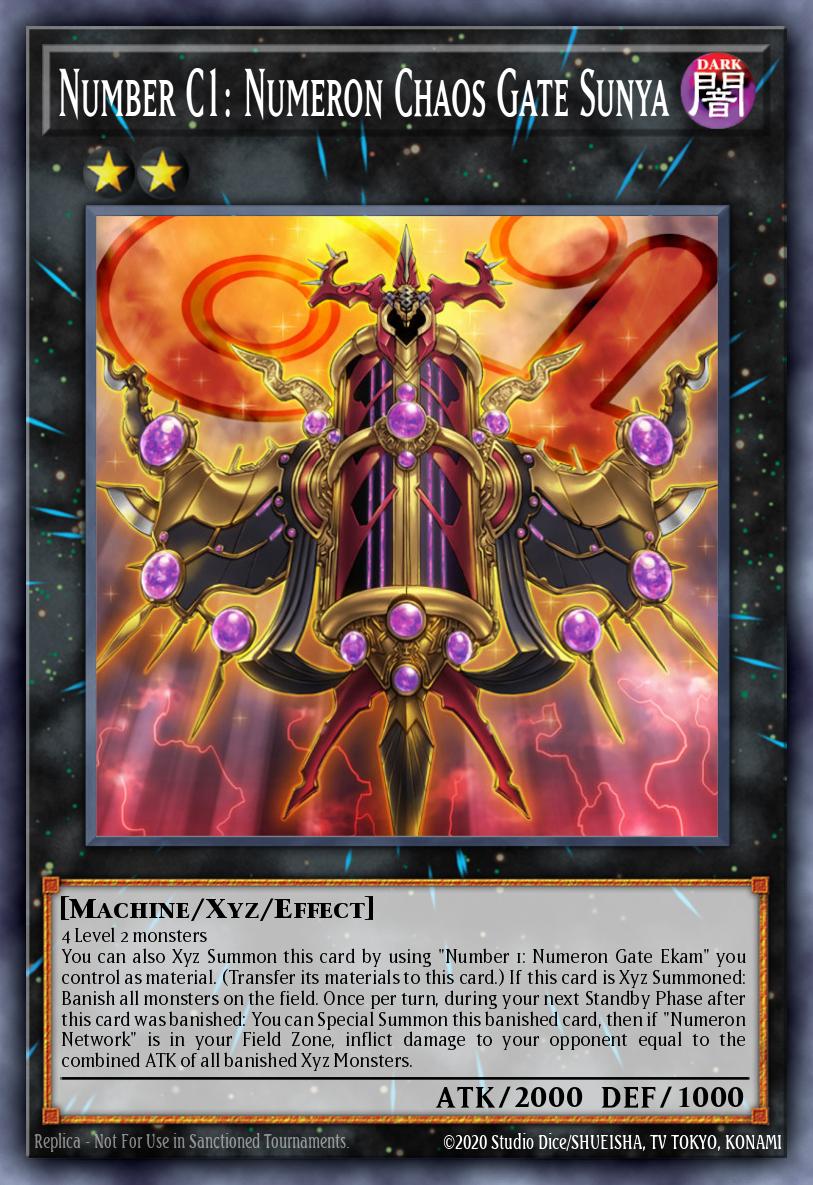 Number C1: Numeron Chaos Gate Sunya
DARK
闇
01
[Machine/Xyz/Effect]
4 Level 2 monsters
You can also Xyz Summon this card by using "Number 1: Numeron Gate Ekam" you
control as material. (Transfer its materials to this card.) If this card is Xyz Summoned:
Banish all monsters on the field. Once per turn, during your next Standby Phase after
this card was banished: You can Special Summon this banished card, then if "Numeron
Network" is in your Field Zone, inflict damage to your opponent equal to the
combined ATK of all banished Xyz Monsters.
ATK/2000 DEF/1000
Replica - Not For Use in Sanctioned Tournaments.
©2020 Studio Dice/SHUEISHA, TV TOKYO, KONAMI